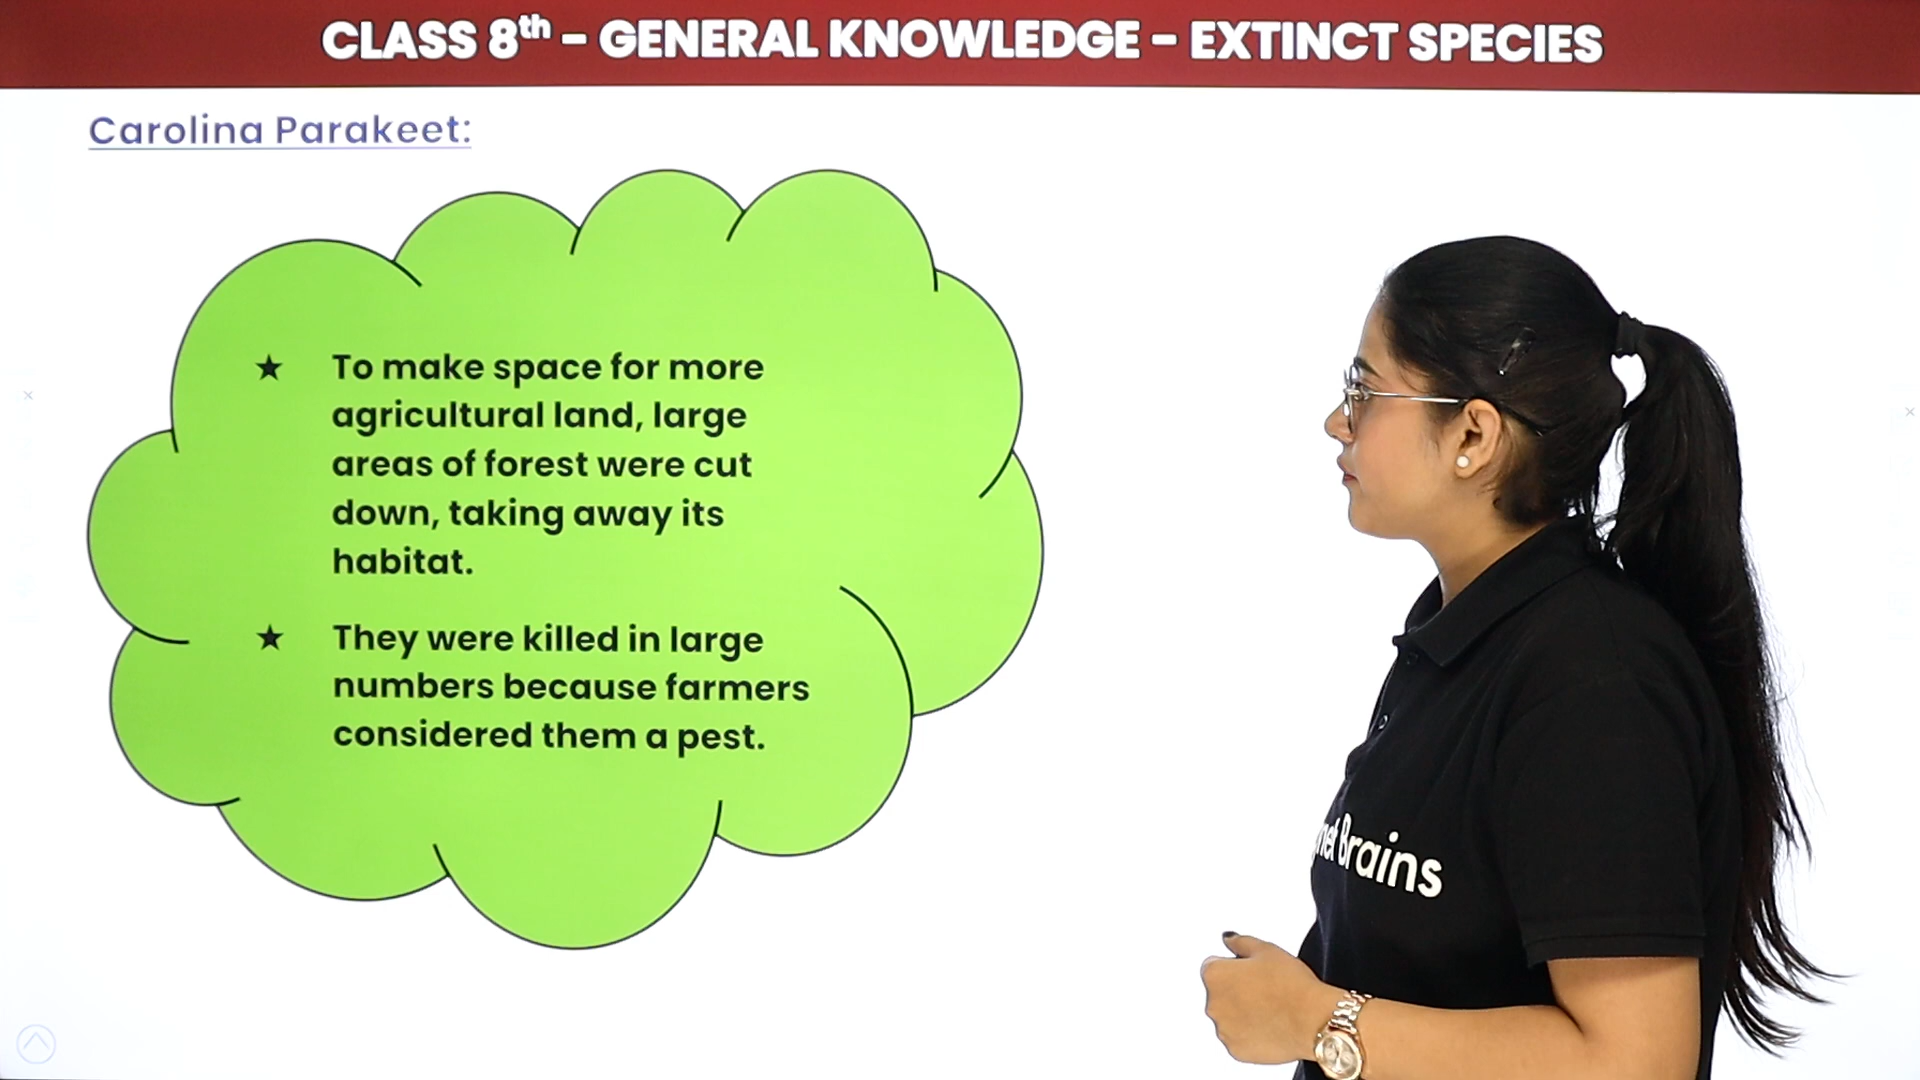 CLASS 8th - GENERAL KNOWLEDGE - EXTINCT SPECIES
Carolina Parakeet:
★ To make space for more
agricultural land, large
areas of forest were cut
down, taking away its
habitat.
★ They were killed in large
numbers because farmers
considered them a pest.
Brains